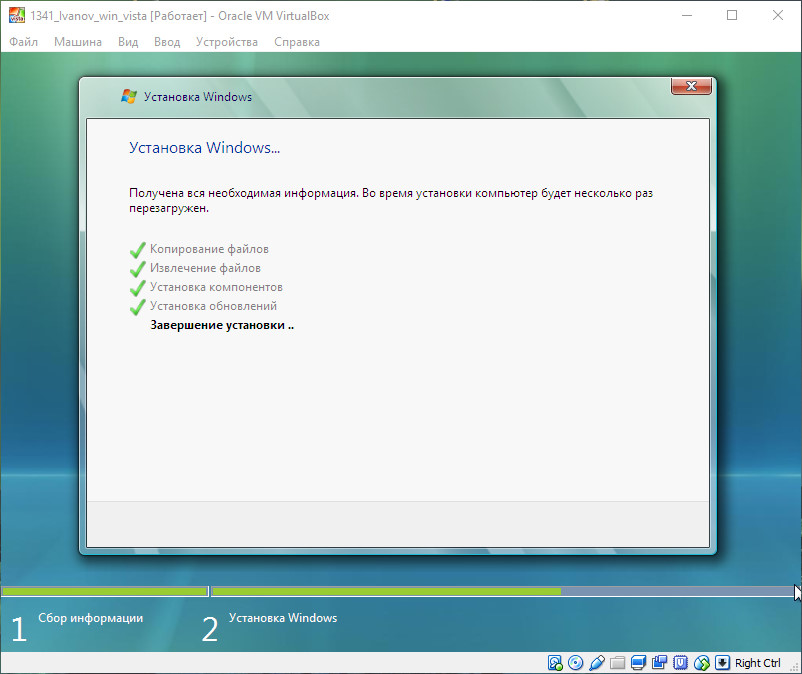 1341_Ivanov_win_vista [Работает] - Oracle VM VirtualBox
Файл Машина Вид Ввод Устройства Справка
Установка Windows
Установка Windows...
Получена вся необходимая информация. Во время установки компьютер будет несколько раз
перезагружен.
Копирование файлов
Извлечение файлов
Установка компонентов
Установка обновлений
Завершение установки ..
1 Сбор информации 2 Установка Windows
Right Ctrl